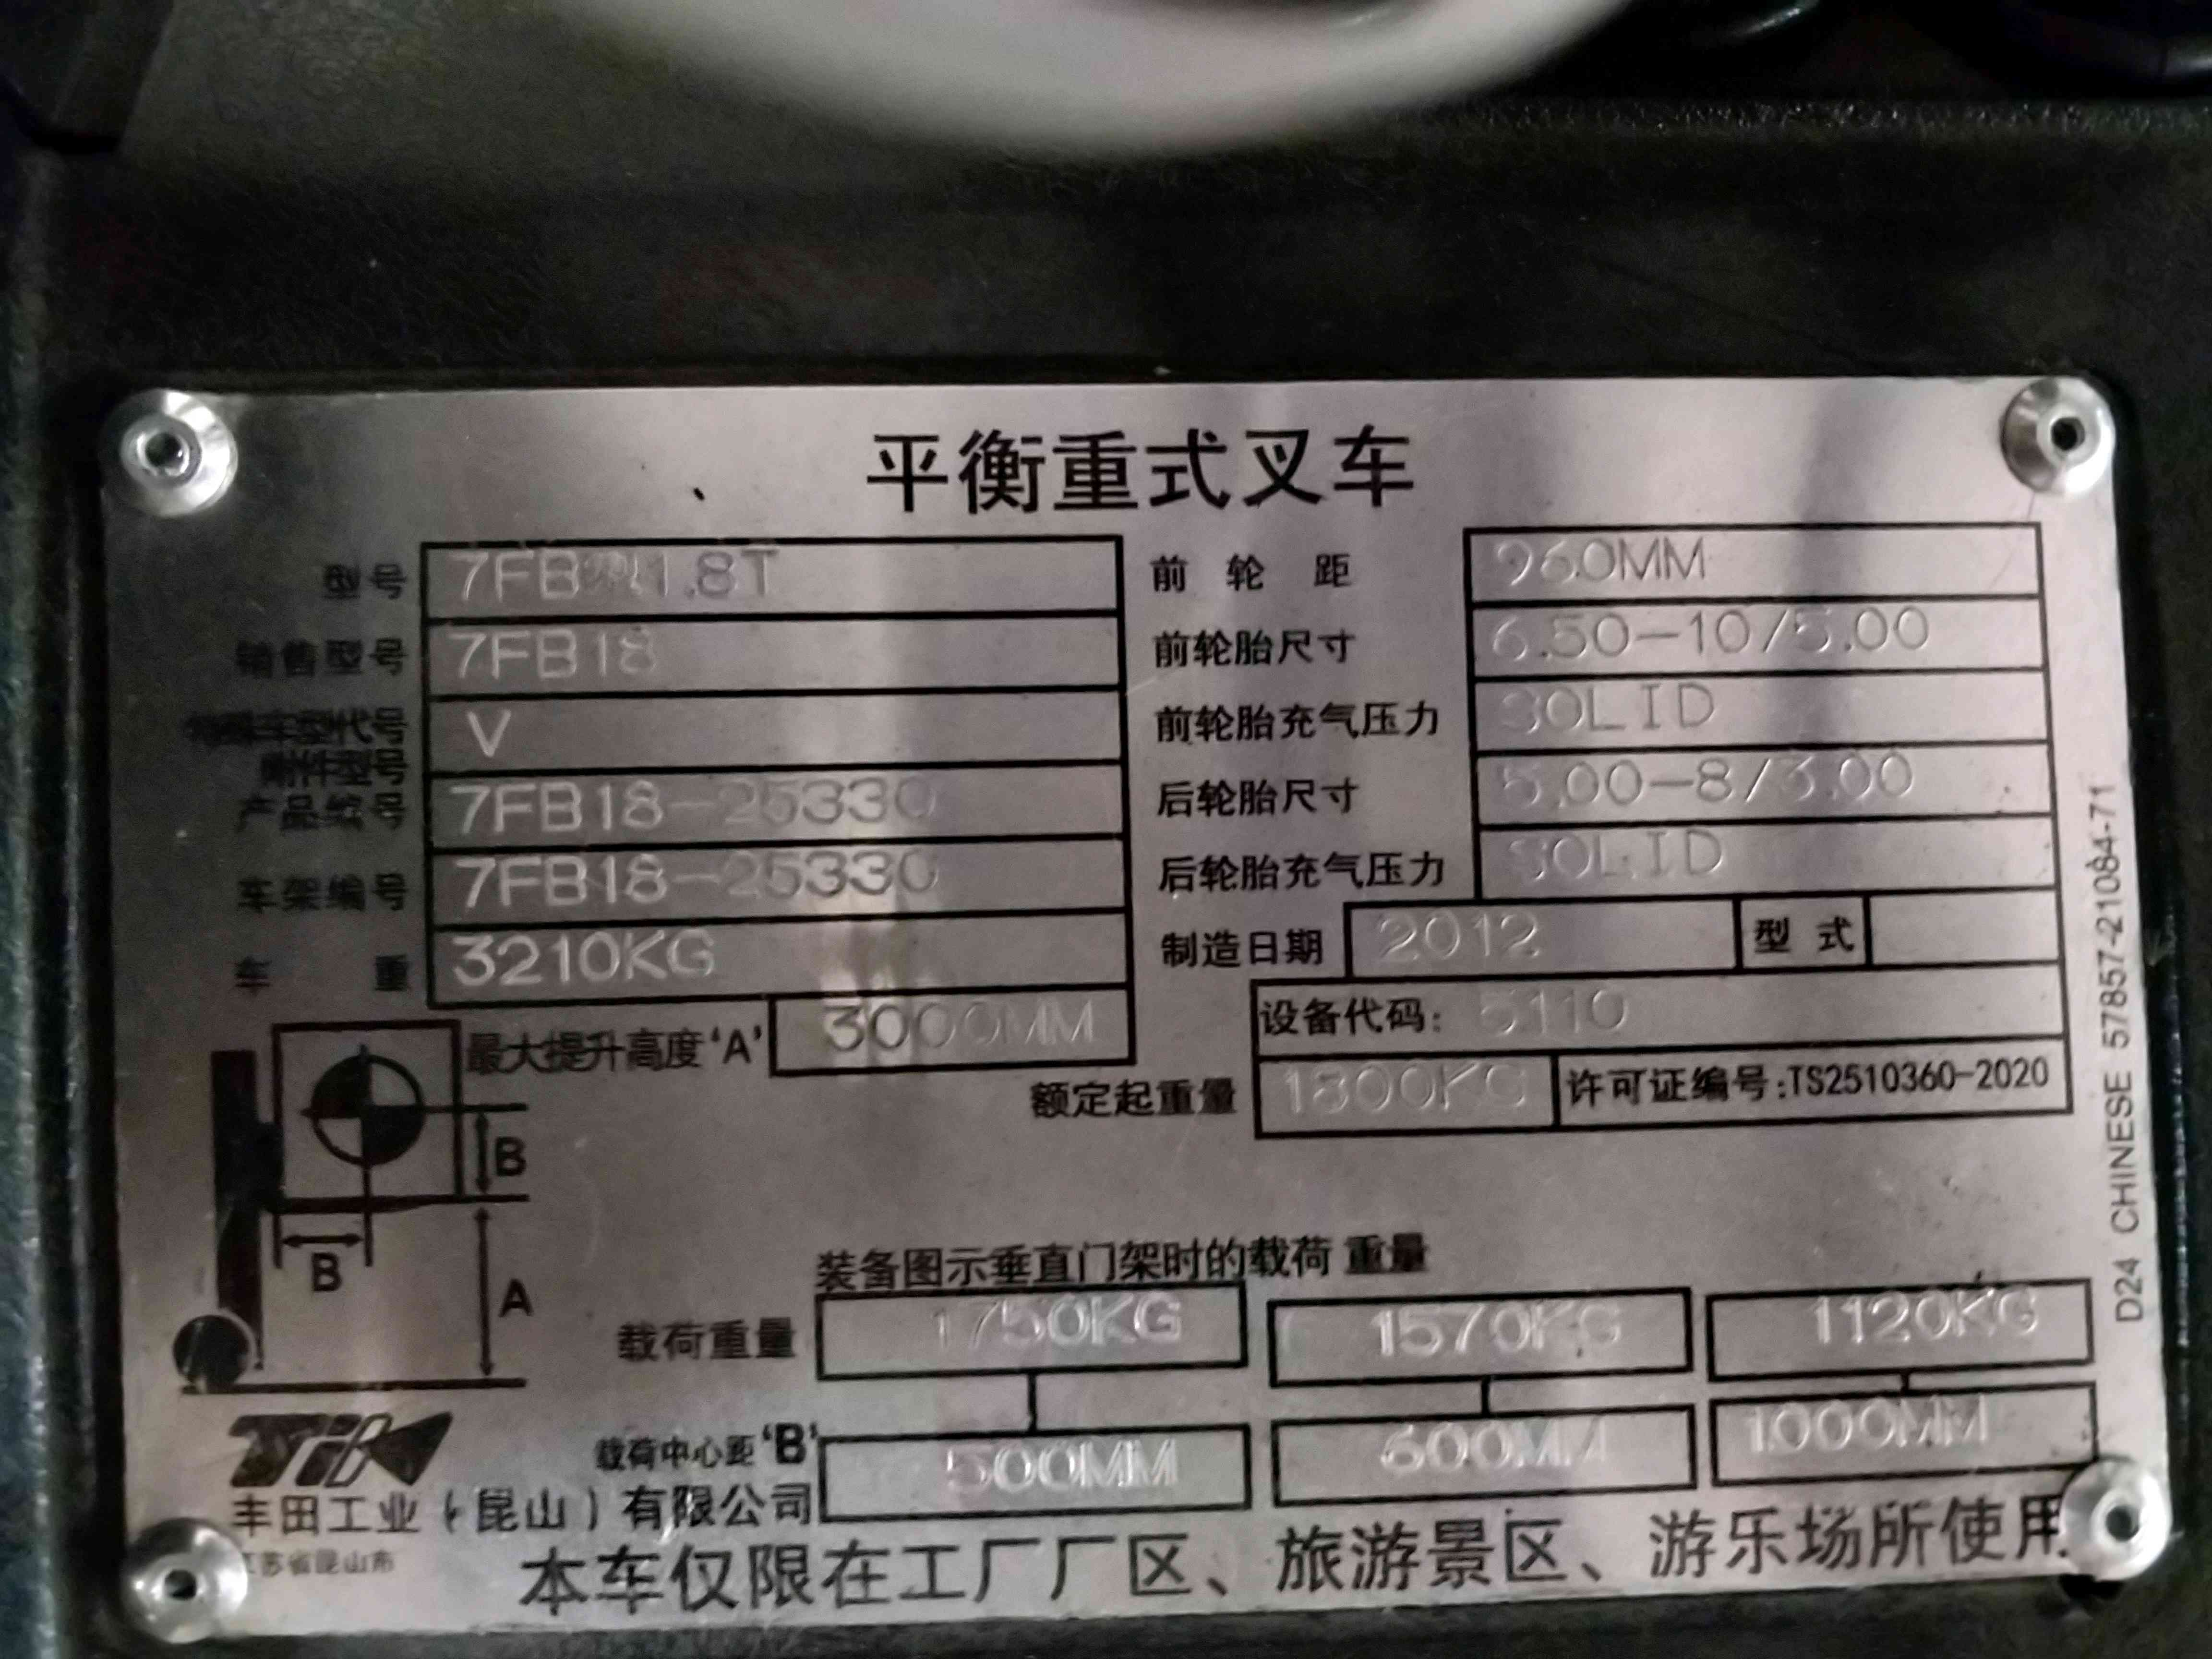 平衡重式叉车
型号 7FB型1.8T
销售型号 7FB18
V
附件型号
产品编号 7FB18-25330
车架编号 7FB18-25330
车 重 3210KG
最大提升高度'A' 3000MM
前 轮 距 960MM
前轮胎尺寸 6.50-10/5.00
前轮胎充气压力 SOLID
后轮胎尺寸 5.00-8/3.00
后轮胎充气压力 SOLID
制造日期 2012 型 式
设备代码: 5110
额定起重量 1800KG 许可证编号:TS2510360-2020
B
B
A
装备图示垂直门架时的载荷 重量
载荷重量 1750KG 1570KG 1120KG
载荷中心距'B' 500MM 600MM 1000MM
丰田工业(昆山)有限公司
江苏省昆山市
本车仅限在工厂厂区、旅游景区、游乐场所使用
D24 CHINESE 57857-21084-71